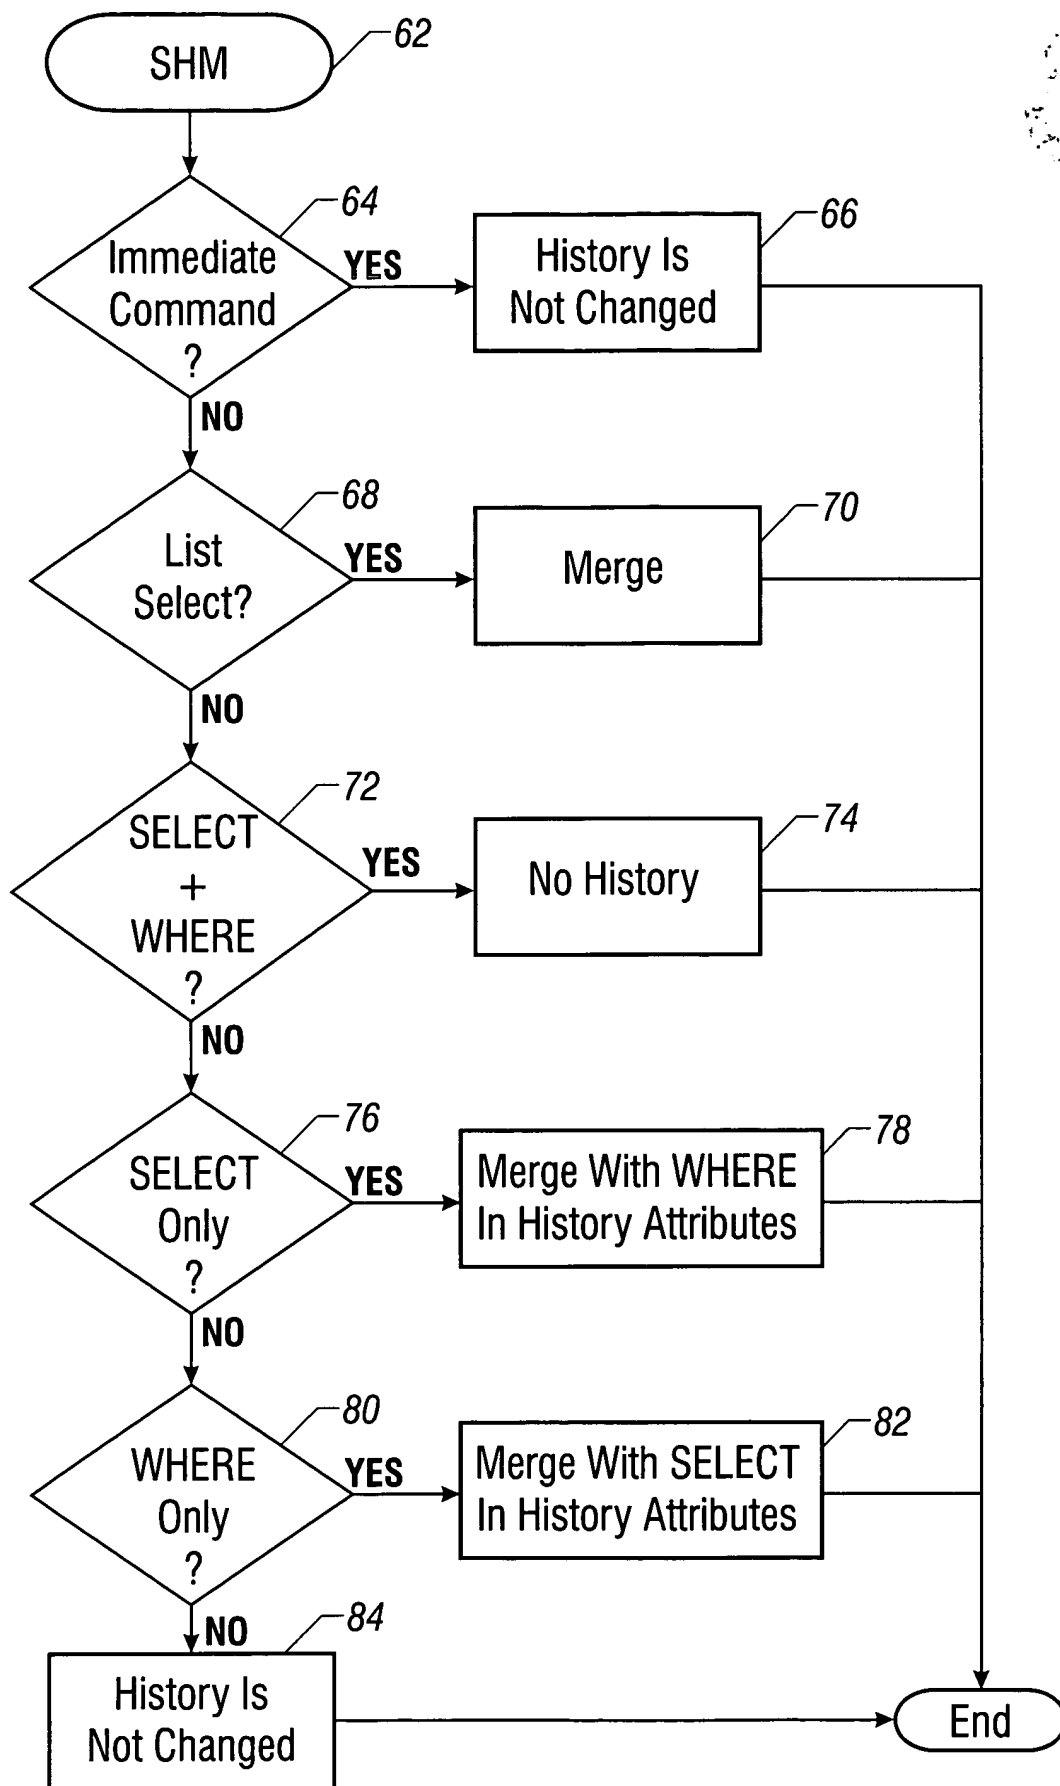 SHM
62
64
Immediate
Command
?
YES
History Is
Not Changed
66
NO
68
List
Select?
YES
Merge
70
NO
72
SELECT
+
WHERE
?
YES
No History
74
NO
76
SELECT
Only
?
YES
Merge With WHERE
In History Attributes
78
NO
80
WHERE
Only
?
YES
Merge With SELECT
In History Attributes
82
NO
84
History Is
Not Changed
End